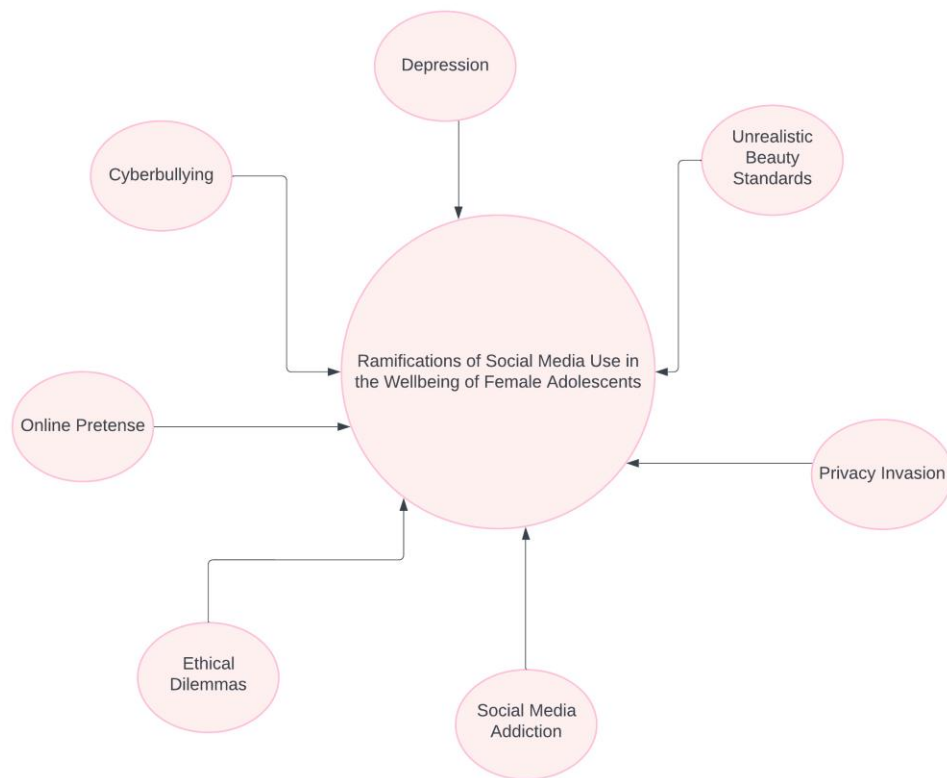 Depression
Unrealistic
Beauty
Standards
Cyberbullying
Ramifications of Social Media Use in
the Wellbeing of Female Adolescents
Online Pretense
Privacy Invasion
Ethical
Dilemmas
Social Media
Addiction